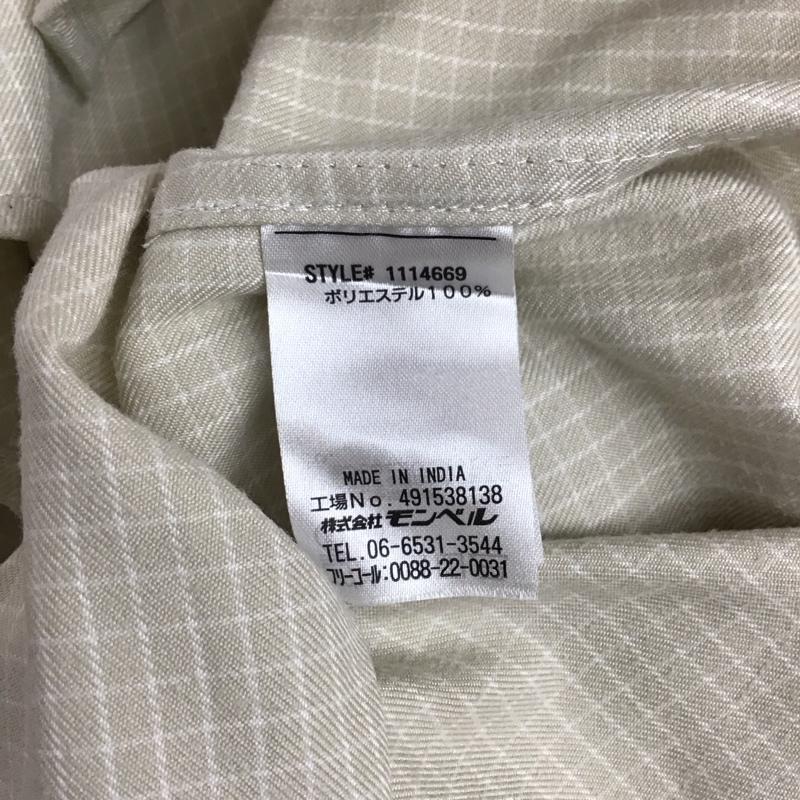 STYLE# 1114669
ポリエステル100%
MADE IN INDIA
工場No.491538138
株式会社 モンベル
TEL.06-6531-3544
フリーコール:0088-22-0031